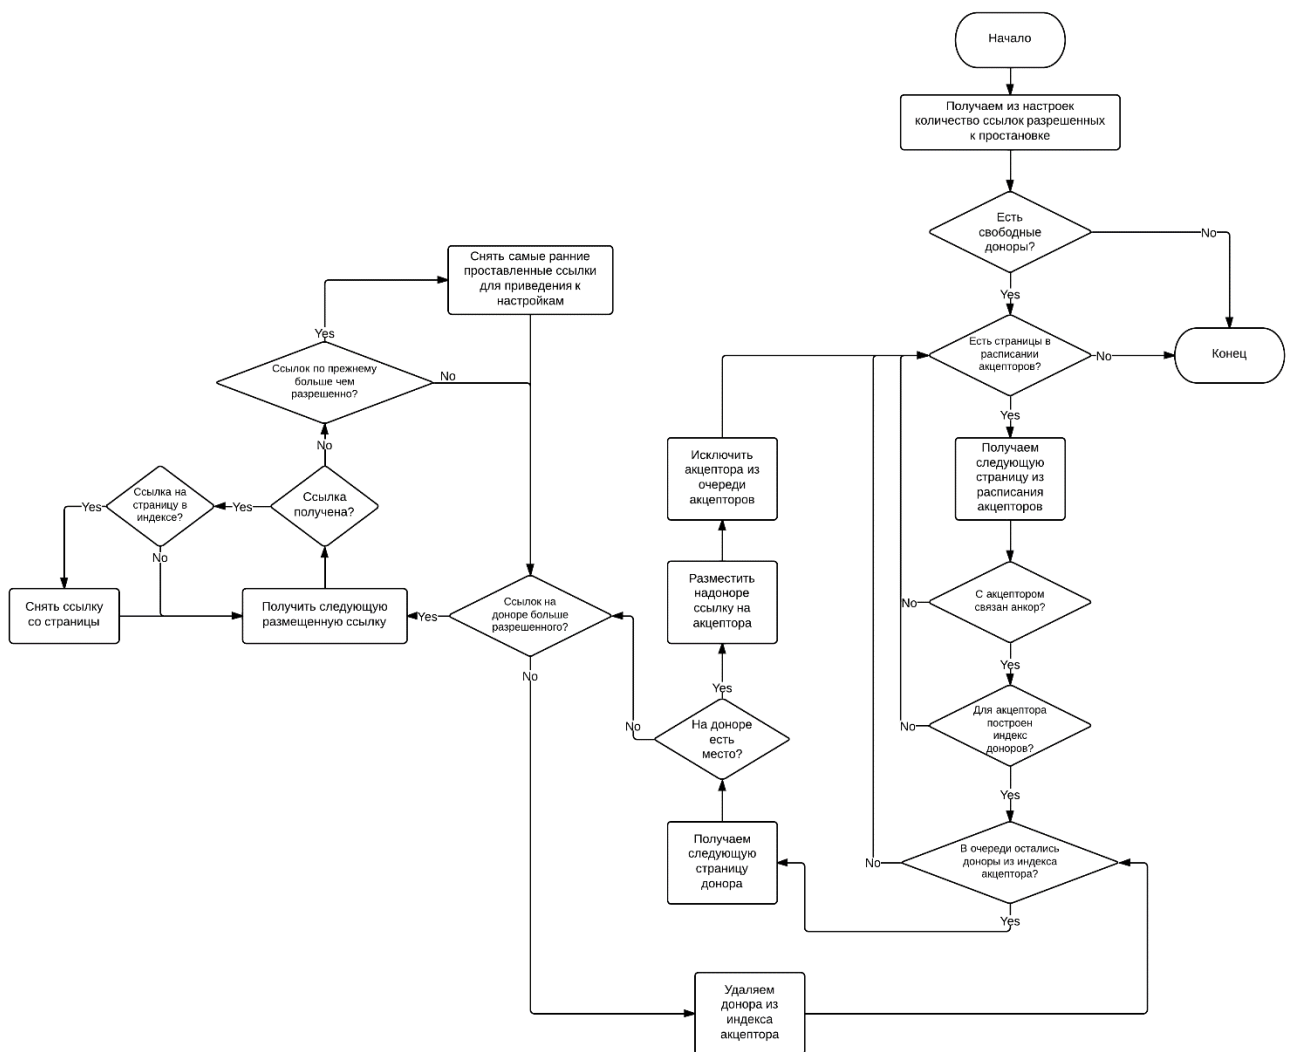 Начало
Получаем из настроек
количество ссылок разрешенных
к простановке
Есть
свободные
доноры?
No
Yes
Снять самые ранние
проставленные ссылки
для приведения к
настройкам
Yes
Ссылок по прежнему
больше чем
разрешенно?
No
No
Есть страницы в
расписании
акцепторов?
No
Конец
Yes
Исключить
акцептора из
очереди
акцепторов
Получаем
следующую
страницу из
расписания
акцепторов
Ссылка на
страницу в
индексе?
Yes
No
Yes
Ссылка
получена?
Снять ссылку
со страницы
Получить следующую
размещенную ссылку
Yes
Ссылок на
доноре больше
разрешенного?
No
Разместить
надоноре
ссылку на
акцептора
Yes
С акцептором
связан анкор?
No
Yes
На доноре
есть
место?
No
Для акцептора
построен
индекс
доноров?
No
Yes
Получаем
следующую
страницу
донора
В очереди остались
доноры из индекса
акцептора?
No
Yes
Удаляем
донора из
индекса
акцептора